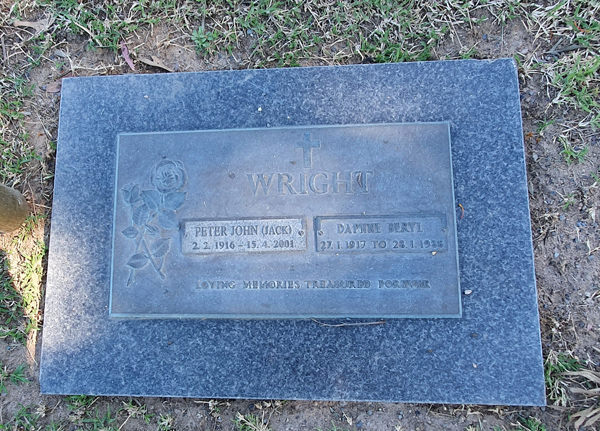 WRIGHT
PETER JOHN (JACK)
2. 2. 1916 - 15. 4. 2001
DAPHNE BERYL
27. 1. 1917 TO 28. 1. 1988
LOVING MEMORIES TREASURED FOREVER